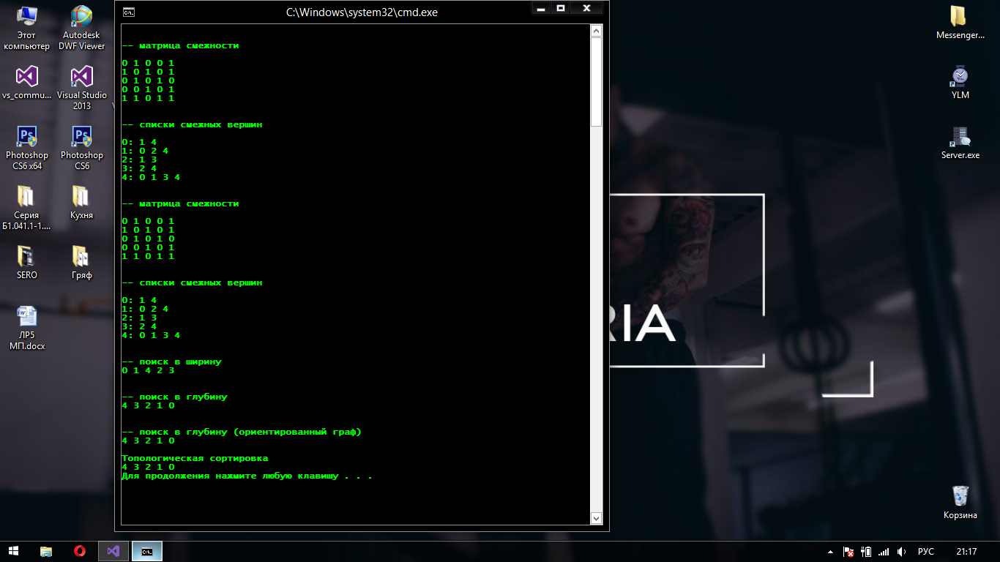 C:\Windows\system32\cmd.exe
-- матрица смежности
0 1 0 0 1
1 0 1 0 1
0 1 0 1 0
0 0 1 0 1
1 1 0 1 1
-- списки смежных вершин
0: 1 4
1: 0 2 4
2: 1 3
3: 2 4
4: 0 1 3 4
-- матрица смежности
0 1 0 0 1
1 0 1 0 1
0 1 0 1 0
0 0 1 0 1
1 1 0 1 1
-- списки смежных вершин
0: 1 4
1: 0 2 4
2: 1 3
3: 2 4
4: 0 1 3 4
-- поиск в ширину
0 1 4 2 3
-- поиск в глубину
4 3 2 1 0
-- поиск в глубину (ориентированный граф)
4 3 2 1 0
Топологическая сортировка
4 3 2 1 0
Для продолжения нажмите любую клавишу . . .
Этот
компьютер
Autodesk
DWF Viewer
vs_commu...
Visual Studio
2013
Photoshop
CS6 x64
Photoshop
CS6
Серия
Б1.041.1-1....
Кухня
SERO
Гряф
ЛР5
МП.docx
Messenger...
YLM
Server.exe
RIA
Корзина
РУС
21:17